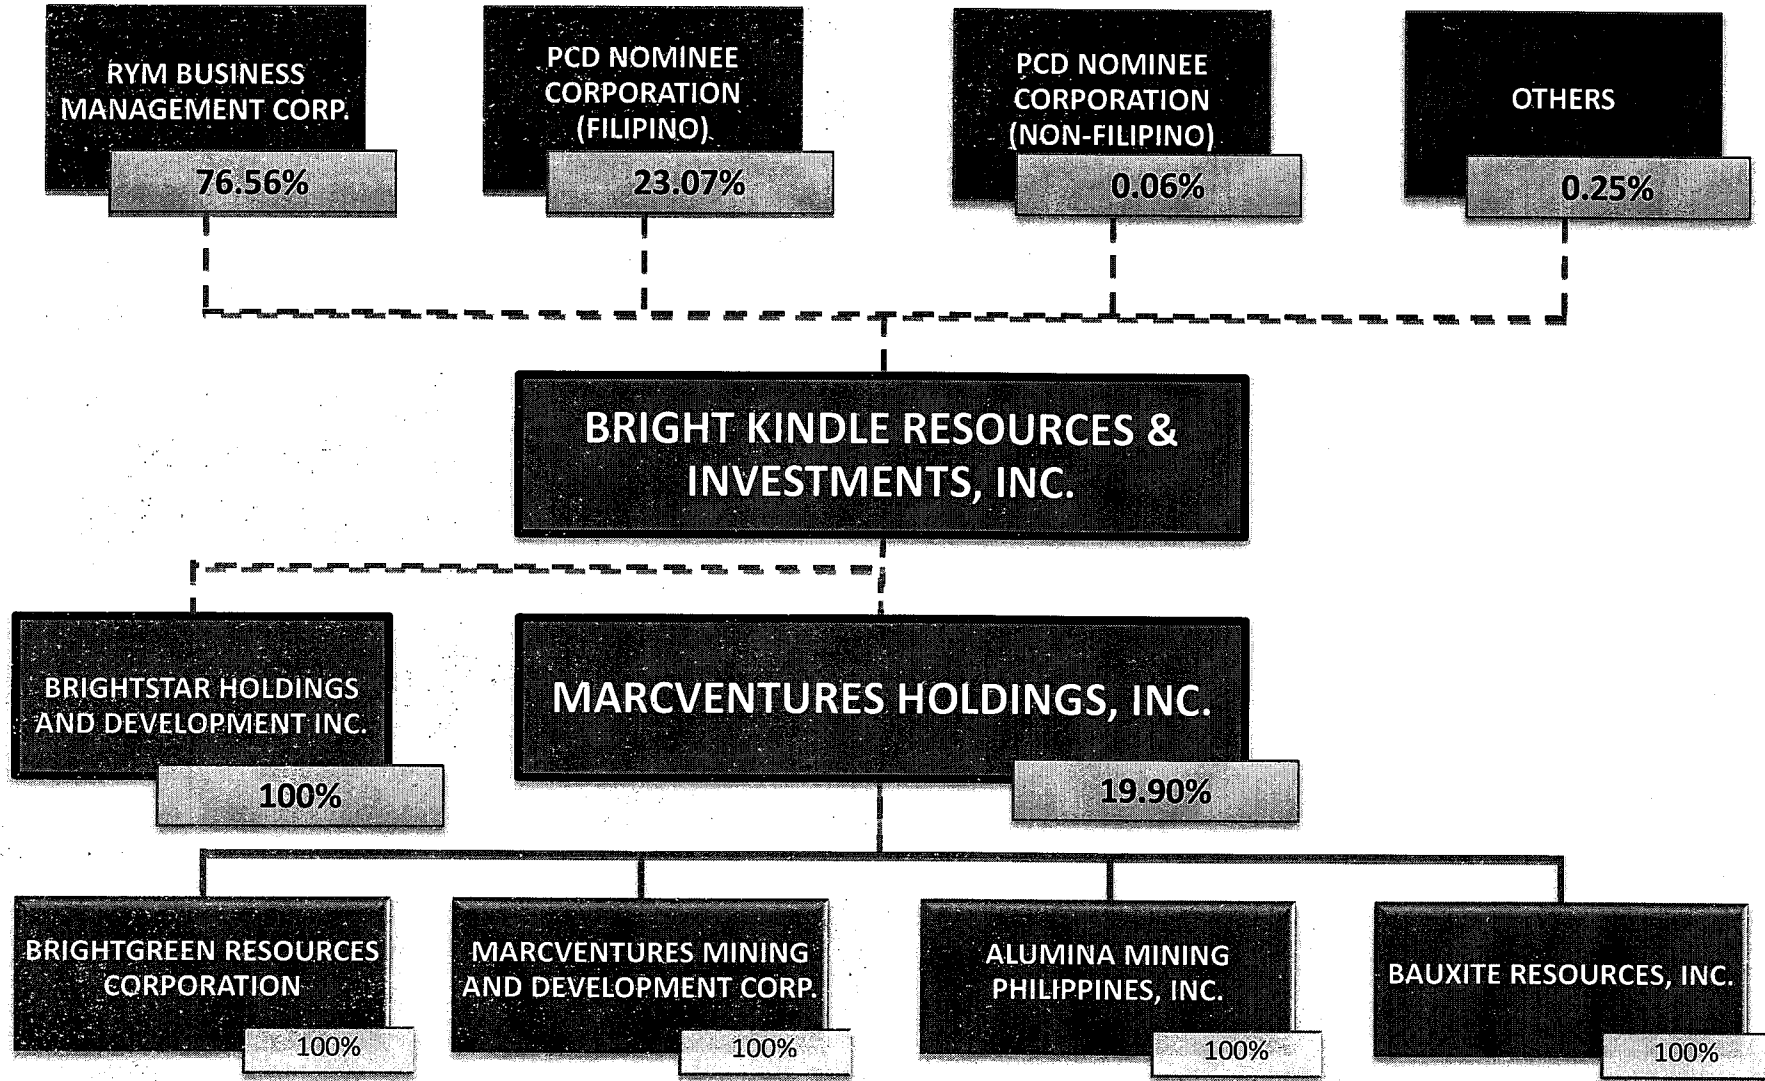 RYM BUSINESS
MANAGEMENT CORP.
76.56%
PCD NOMINEE
CORPORATION
(FILIPINO)
23.07%
PCD NOMINEE
CORPORATION
(NON-FILIPINO)
0.06%
OTHERS
0.25%
BRIGHT KINDLE RESOURCES &
INVESTMENTS, INC.
BRIGHTSTAR HOLDINGS
AND DEVELOPMENT INC.
100%
MARCVENTURES HOLDINGS, INC.
19.90%
BRIGHTGREEN RESOURCES
CORPORATION
100%
MARCVENTURES MINING
AND DEVELOPMENT CORP.
100%
ALUMINA MINING
PHILIPPINES, INC.
100%
BAUXITE RESOURCES, INC.
100%